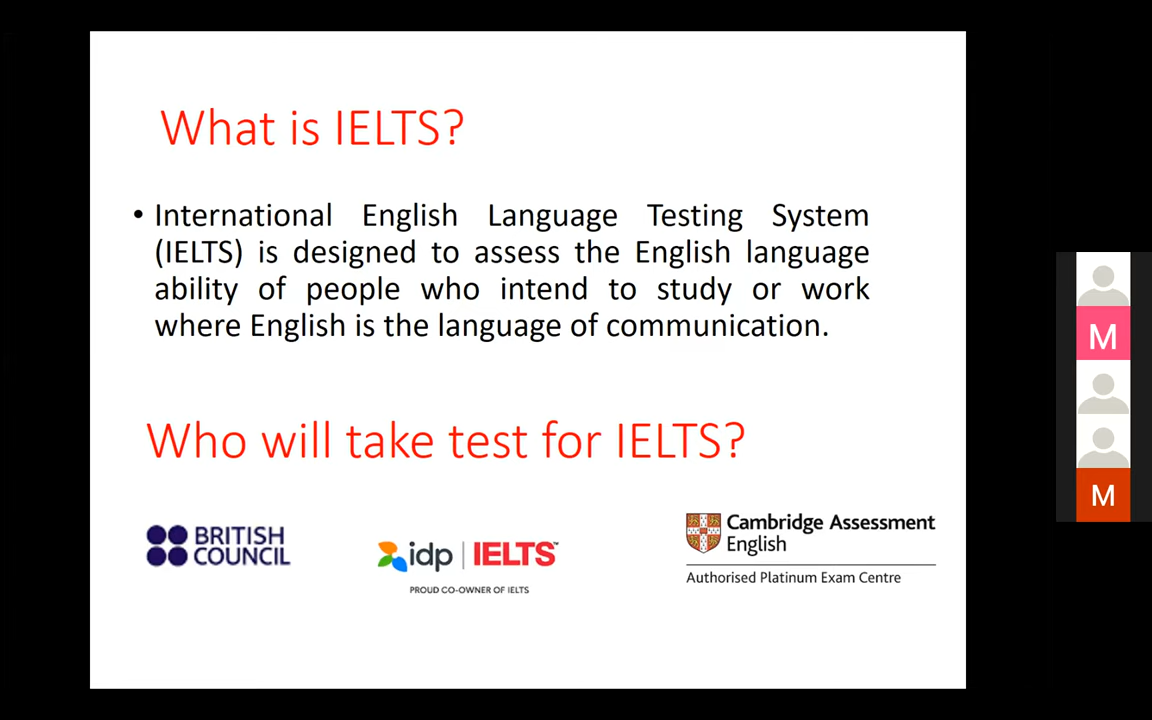 What is IELTS?
• International English Language Testing System
(IELTS) is designed to assess the English language
ability of people who intend to study or work
where English is the language of communication.
Who will take test for IELTS?
BRITISH
COUNCIL
idp | IELTS™
PROUD CO-OWNER OF IELTS
Cambridge Assessment
English
Authorised Platinum Exam Centre
M
M